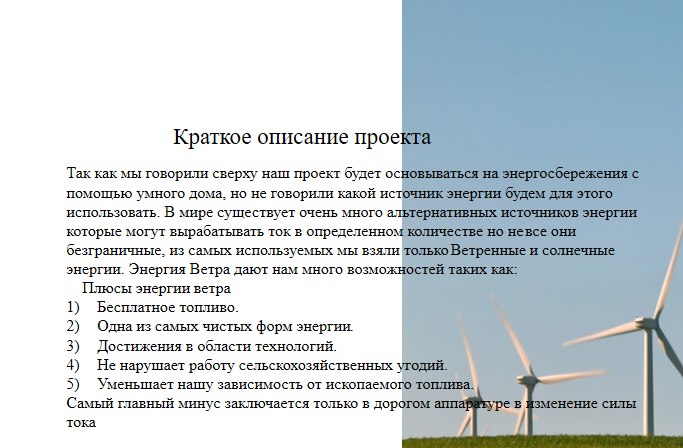 Краткое описание проекта
Так как мы говорили сверху наш проект будет основываться на энергосбережения с
помощью умного дома, но не говорили какой источник энергии будем для этого
использовать. В мире существует очень много альтернативных источников энергии
которые могут вырабатывать ток в определенном количестве но не все они
безграничные, из самых используемых мы взяли только Ветренные и солнечные
энергии. Энергия Ветра дают нам много возможностей таких как:
Плюсы энергии ветра
1) Бесплатное топливо.
2) Одна из самых чистых форм энергии.
3) Достижения в области технологий.
4) Не нарушает работу сельскохозяйственных угодий.
5) Уменьшает нашу зависимость от ископаемого топлива.
Самый главный минус заключается только в дорогом аппаратуре в изменение силы
тока